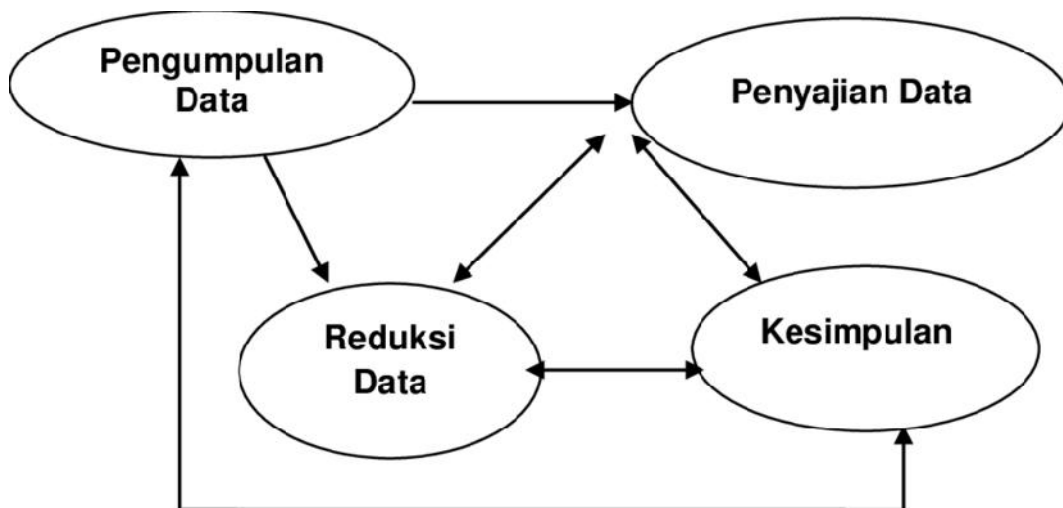 Pengumpulan
Data
Penyajian Data
Reduksi
Data
Kesimpulan